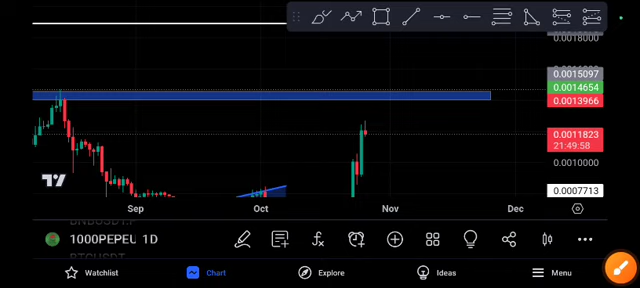 0.0018000
0.0015097
0.0014654
0.0013966
0.0011823
21:49:58
0.0010000
0.0007713
Sep Oct Nov Dec
1000PEPEU 1D
Watchlist Chart Explore Ideas Menu